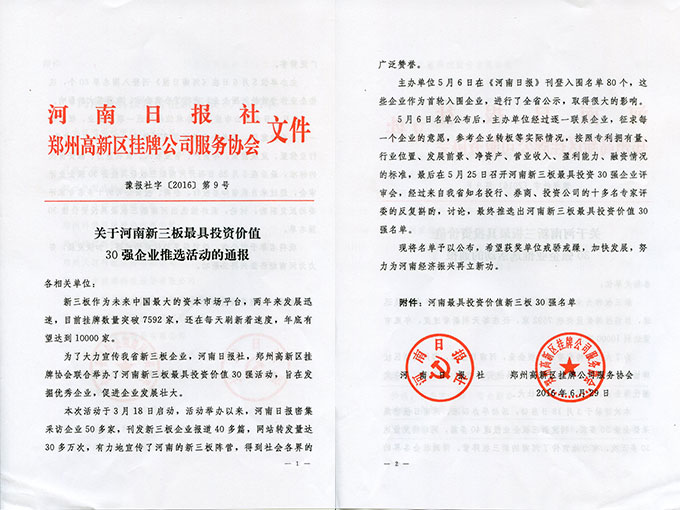 河南日报社
郑州高新区挂牌公司服务协会
文件
豫报社字〔2016〕第9号
关于河南新三板最具投资价值
30强企业推选活动的通报
各相关单位：
新三板作为未来中国最大的资本市场平台，两年来发展迅
速，目前挂牌数量突破7592家，还在每天刷新着速度，年底有
望达到10000家。
为了大力宣传我省新三板企业，河南日报社，郑州高新区挂
牌协会联合举办了河南新三板最具投资价值30强活动，旨在发
掘优秀企业，促进企业发展壮大。
本次活动于3月18日启动，活动举办以来，河南日报密集
采访企业50多家，刊发新三板企业报道40多篇，网站转发量达
30多万次，有力地宣传了河南的新三板阵营，得到社会各界的
— 1 —
广泛赞誉。
主办单位5月6日在《河南日报》刊登入围名单80个，这
些企业作为首轮入围企业，进行了全省公示，取得很大的影响。
5月6日名单公布后，主办单位经过逐一联系企业，征求每
一个企业的意愿，参考企业转板等实际情况，按照专利拥有量、
行业位置、发展前景、净资产、营业收入、盈利能力、融资情况
的标准，最后在5月25日召开河南新三板最具投资30强企业评
审会，经过来自我省知名投行、券商、投资公司的十多名专家评
委的反复斟酌，讨论，最终推选出河南新三板最具投资价值30
强名单。
现将名单予以公布，希望获奖单位戒骄戒躁，加快发展，努
力为河南经济振兴再立新功。
附件：河南最具投资价值新三板30强名单
河南日报社
郑州高新区挂牌公司服务协会
2016年6月29日
河南日报社
郑州高新区挂牌公司服务协会
— 2 —